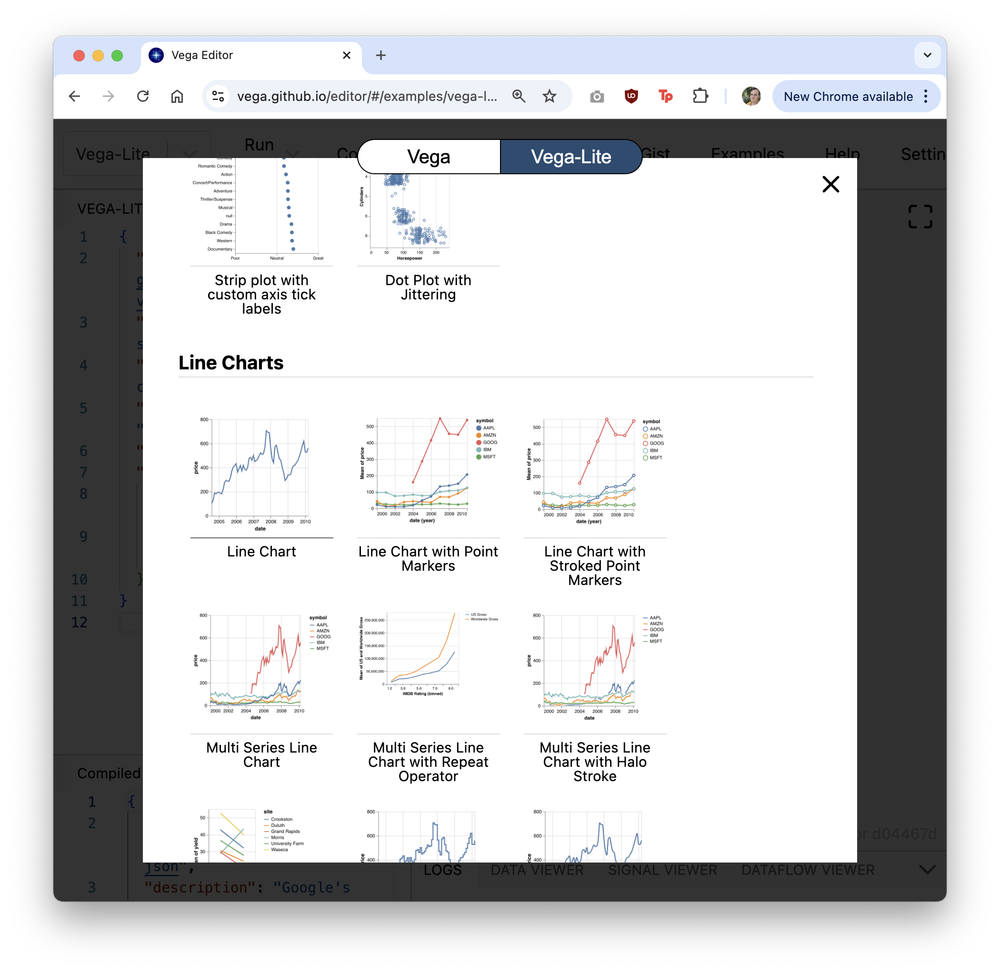 Vega Editor
vega.github.io/editor/#/examples/vega-l...
New Chrome available
Vega-Lite
Run
Co
Vega
Vega-Lite
Gist
Examples
Help
Settin
VEGA-LIT
1 {
2 "
g
v
3 "
s
4 "
c
5 "
"
6 "
7 "
8
9
10 }
11 }
12
Romantic Comedy
Action
Concert/Performance
Adventure
Thriller/Suspense
Musical
null
Drama
Black Comedy
Western
Documentary
Poor Neutral Great
Strip plot with
custom axis tick
labels
Cylinders
4
5
6
8
0 50 100 150 200
Horsepower
Dot Plot with
Jittering
Line Charts
price
800
600
400
200
0
2005 2006 2007 2008 2009 2010
date
Line Chart
Mean of price
500
400
300
200
100
0
2000 2002 2004 2006 2008 2010
date (year)
symbol
AAPL
AMZN
GOOG
IBM
MSFT
Line Chart with Point
Markers
Mean of price
500
400
300
200
100
0
2000 2002 2004 2006 2008 2010
date (year)
symbol
AAPL
AMZN
GOOG
IBM
MSFT
Line Chart with
Stroked Point
Markers
price
800
600
400
200
0
2000 2002 2004 2006 2008 2010
date
symbol
AAPL
AMZN
GOOG
IBM
MSFT
Multi Series Line
Chart
Mean of US and Worldwide Gross
250,000,000
200,000,000
150,000,000
100,000,000
50,000,000
0
1.0 3.0 5.0 7.0 9.0
IMDB Rating (binned)
US Gross
Worldwide Gross
Multi Series Line
Chart with Repeat
Operator
price
800
600
400
200
0
2000 2002 2004 2006 2008 2010
date
AAPL
AMZN
GOOG
IBM
MSFT
Multi Series Line
Chart with Halo
Stroke
an of yield
50
40
30
site
Crookston
Duluth
Grand Rapids
Morris
University Farm
Waseca
rice
800
600
400
rice
800
600
400
Compiled
1 {
2
json",
3 "description": "Google's
or d04467d
LOGS
DATA VIEWER
SIGNAL VIEWER
DATAFLOW VIEWER